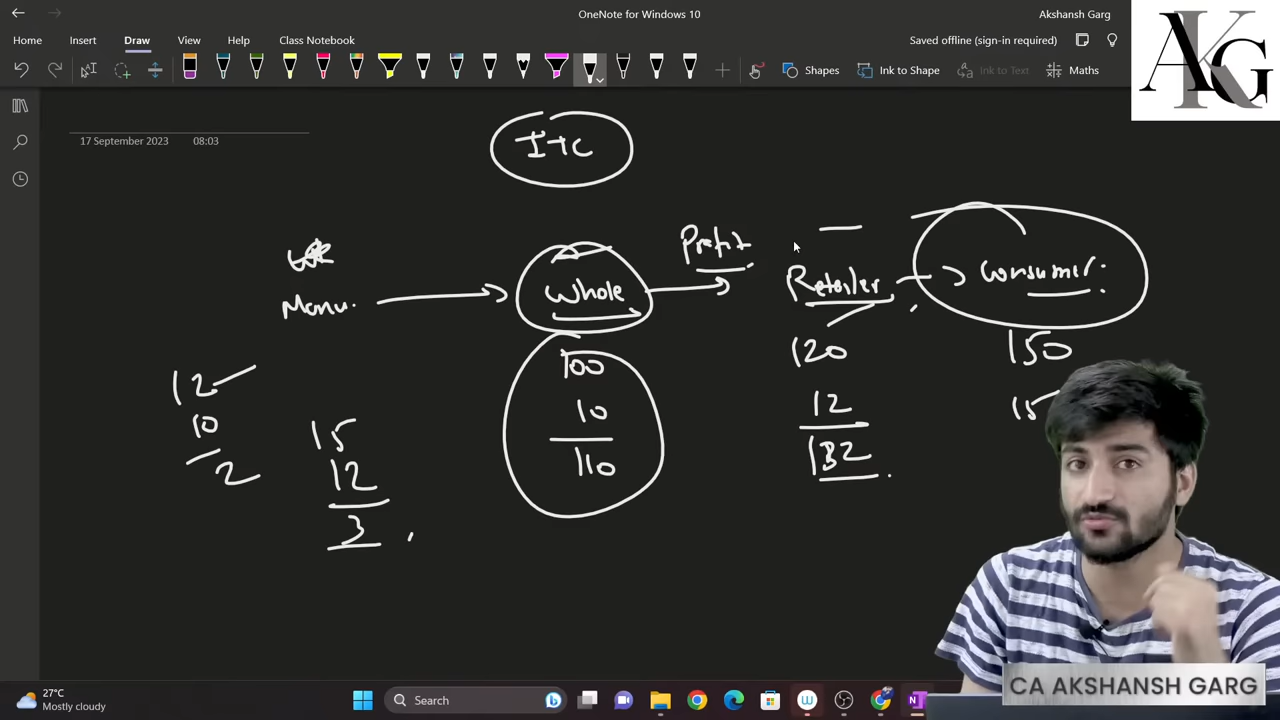 OneNote for Windows 10
Akshansh Garg
AKG
Home Insert Draw View Help Class Notebook
Saved offline (sign-in required)
Shapes Ink to Shape Ink to Text Maths
17 September 2023 08:03
ITC
Profit
Manu. Whole Retailer Consumer
100 120 150
12 10 12 15
10 15 110 132
2 12
3
CA AKSHANSH GARG
27°C
Mostly cloudy
Search